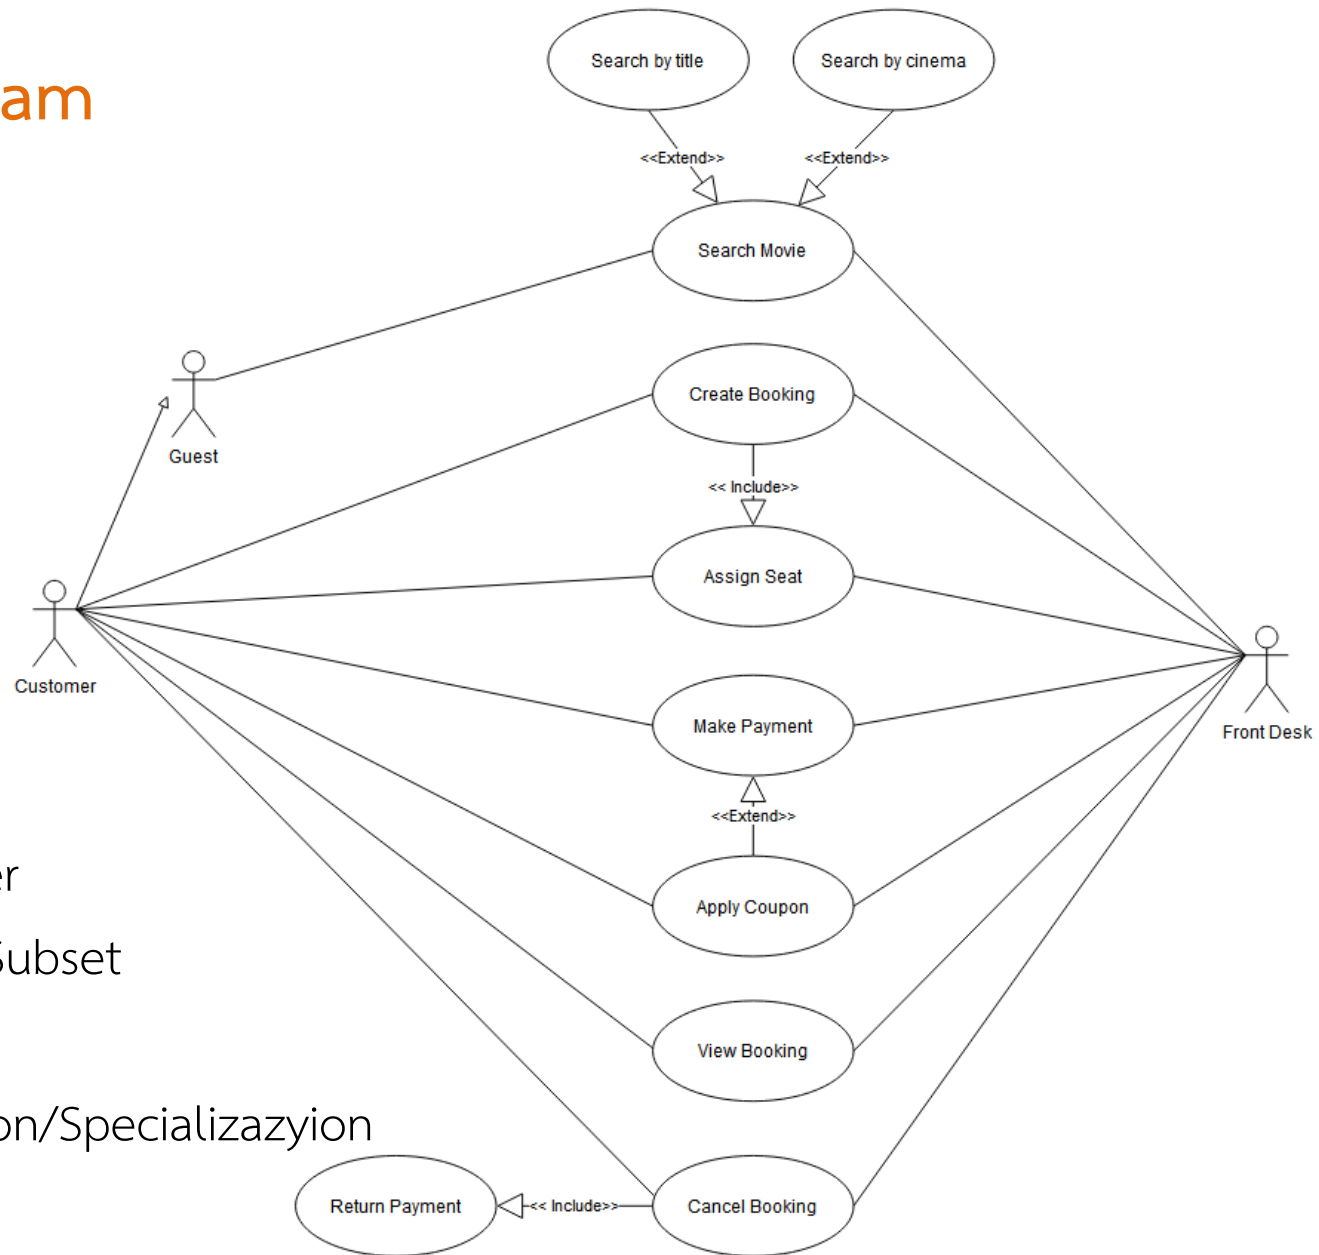 Search by title
Search by cinema
am
<<Extend>>
<<Extend>>
Search Movie
Create Booking
Guest
<< Include>>
Assign Seat
Customer
Make Payment
Front Desk
<<Extend>>
er
Apply Coupon
Subset
View Booking
on/Specializazyion
Return Payment
<< Include>>
Cancel Booking